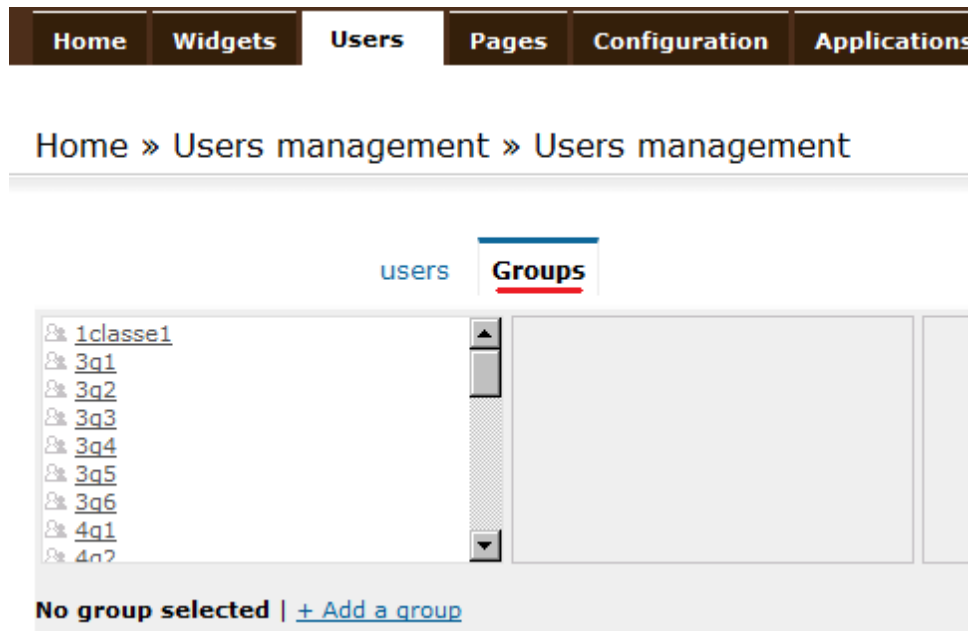 Home Widgets Users Pages Configuration Applications
Home » Users management » Users management
users Groups
1classe1
3g1
3g2
3g3
3g4
3g5
3g6
4g1
4g2
No group selected | + Add a group